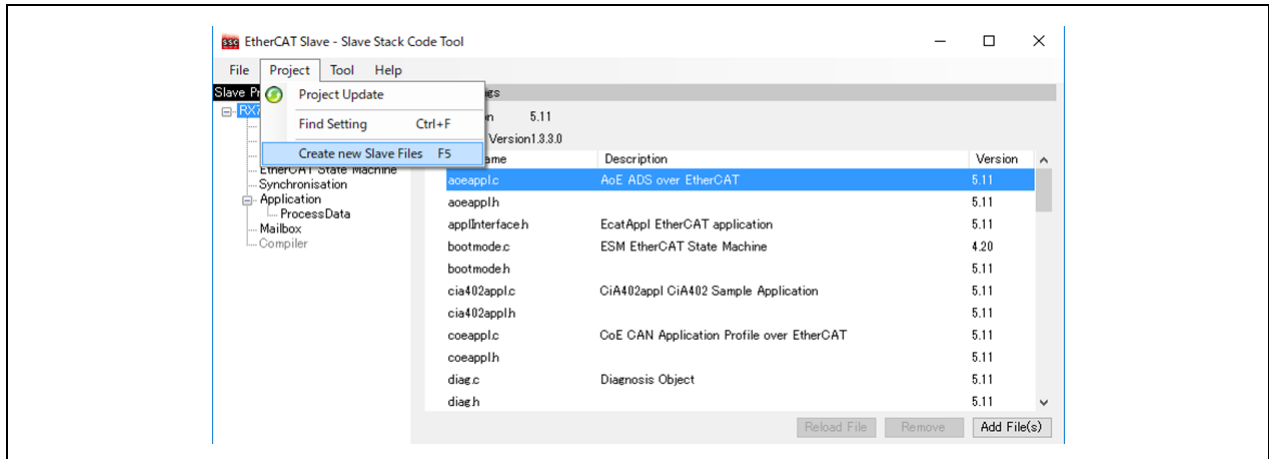 SSC EtherCAT Slave - Slave Stack Code Tool
File Project Tool Help
Slave Pr
Project Update
Find Setting Ctrl+F
Create new Slave Files F5
RX7
5.11
Version1.3.3.0
Description Version
EtherCAT State Machine
Synchronisation
Application
ProcessData
Mailbox
Compiler
aoeappl.c AoE ADS over EtherCAT 5.11
aoeappl.h 5.11
applInterface.h EcatAppl EtherCAT application 5.11
bootmode.c ESM EtherCAT State Machine 4.20
bootmode.h 5.11
cia402appl.c CiA402appl CiA402 Sample Application 5.11
cia402appl.h 5.11
coeappl.c CoE CAN Application Profile over EtherCAT 5.11
coeappl.h 5.11
diag.c Diagnosis Object 5.11
diag.h 5.11
Reload File Remove Add File(s)